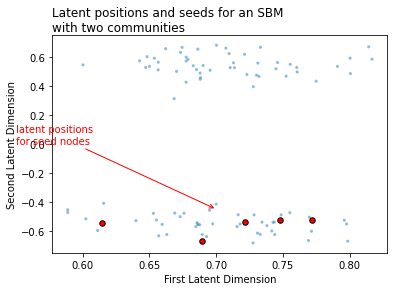 Latent positions and seeds for an SBM
with two communities
Second Latent Dimension
0.6
0.4
0.2
0.0
−0.2
−0.4
−0.6
latent positions
for seed nodes
0.60
0.65
0.70
0.75
0.80
First Latent Dimension